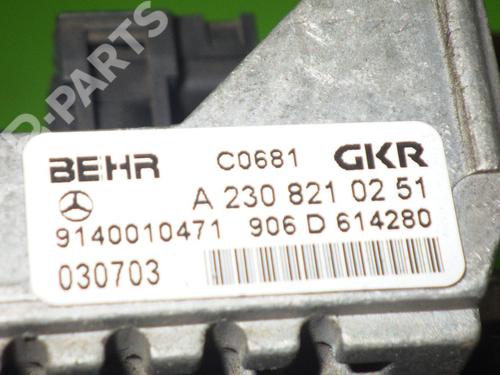 D-PARTS
BEHR C0681 GKR
A 230 821 02 51
9140010471 906 D 614280
030703